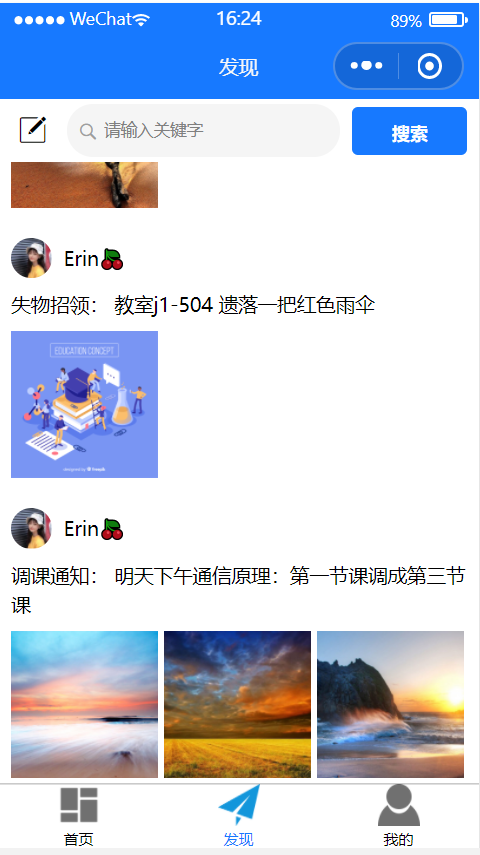 WeChat 16:24 89%
发现
请输入关键字 搜索
Erin🍒
失物招领： 教室j1-504 遗落一把红色雨伞
EDUCATION CONCEPT
Erin🍒
调课通知： 明天下午通信原理：第一节课调成第三节
课
首页 发现 我的